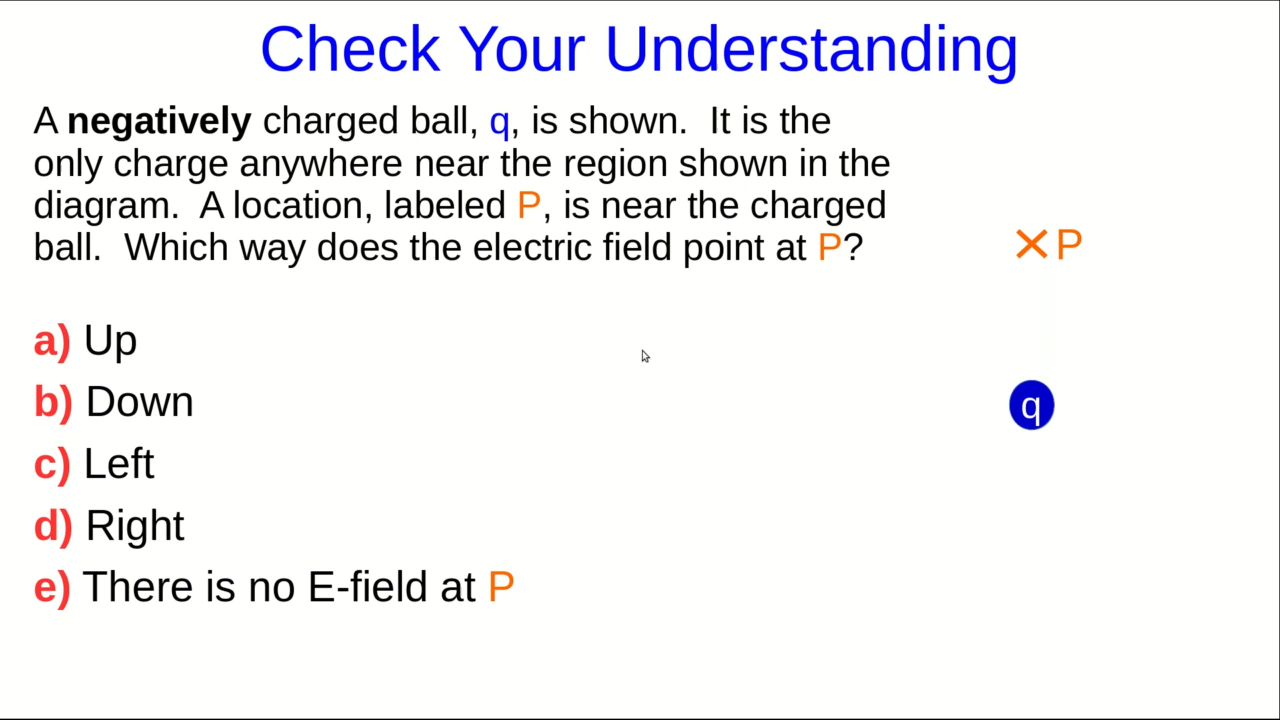 Check Your Understanding
A negatively charged ball, q, is shown.  It is the
only charge anywhere near the region shown in the
diagram.  A location, labeled P, is near the charged
ball.  Which way does the electric field point at P?
P
a) Up
b) Down
q
c) Left
d) Right
e) There is no E-field at P